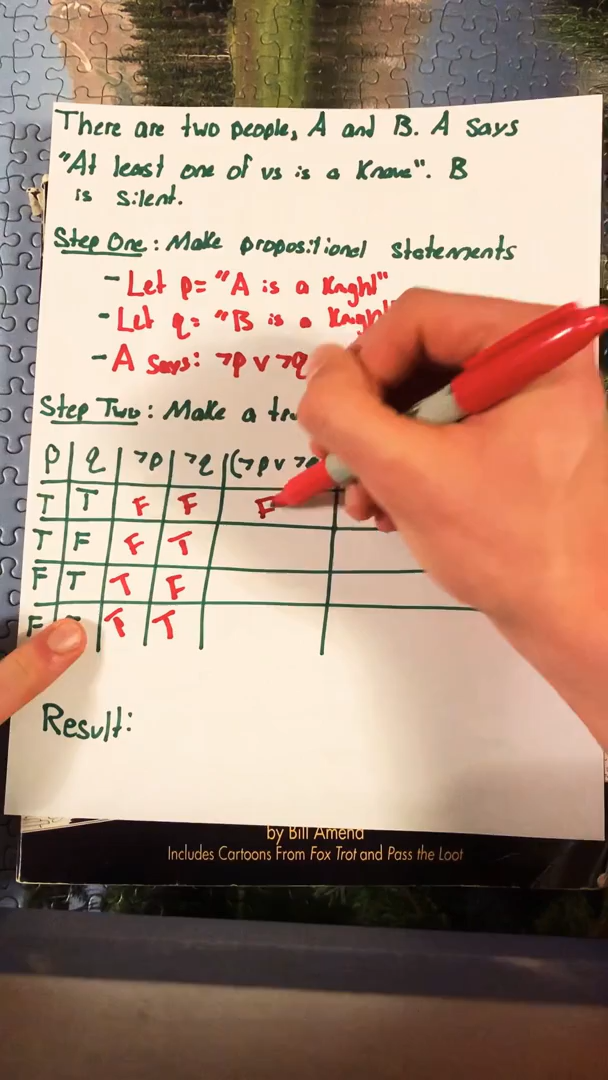 There are two people, A and B. A says
"At least one of us is a Knave". B
is silent.
Step One: Make propositional statements
- Let p= "A is a Knght"
- Let q= "B is a Knght
- A says: ¬p ∨ ¬q
Step Two: Make a
P q ¬p ¬q (¬p ∨
T T F F F
T F F T
F T T F
F T T
Result:
by Bill Amend
Includes Cartoons From Fox Trot and Pass the Loot